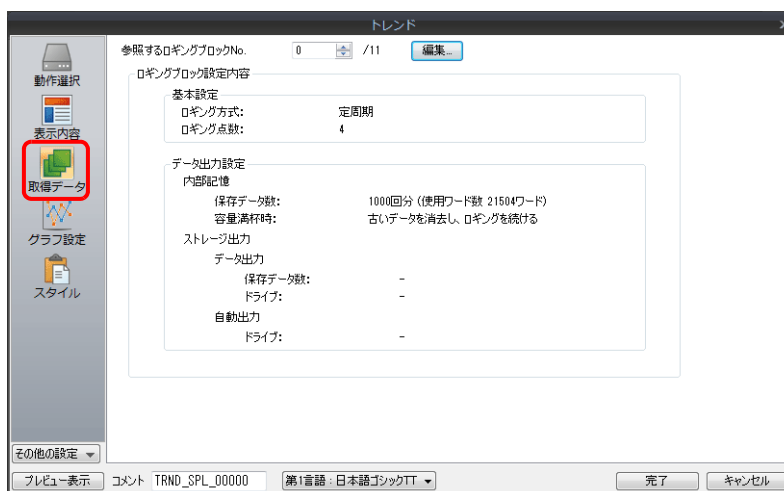 トレンド
動作選択
表示内容
取得データ
グラフ設定
スタイル
その他の設定
参照するロギングブロックNo. 0 /11 編集...
ロギングブロック設定内容
基本設定
ロギング方式: 定周期
ロギング点数: 4
データ出力設定
内部記憶
保存データ数: 1000回分 (使用ワード数 21504ワード)
容量満杯時: 古いデータを消去し、ロギングを続ける
ストレージ出力
データ出力
保存データ数: -
ドライブ: -
自動出力
ドライブ: -
プレビュー表示 コメント TRND_SPL_00000 第1言語:日本語ゴシックTT 完了 キャンセル